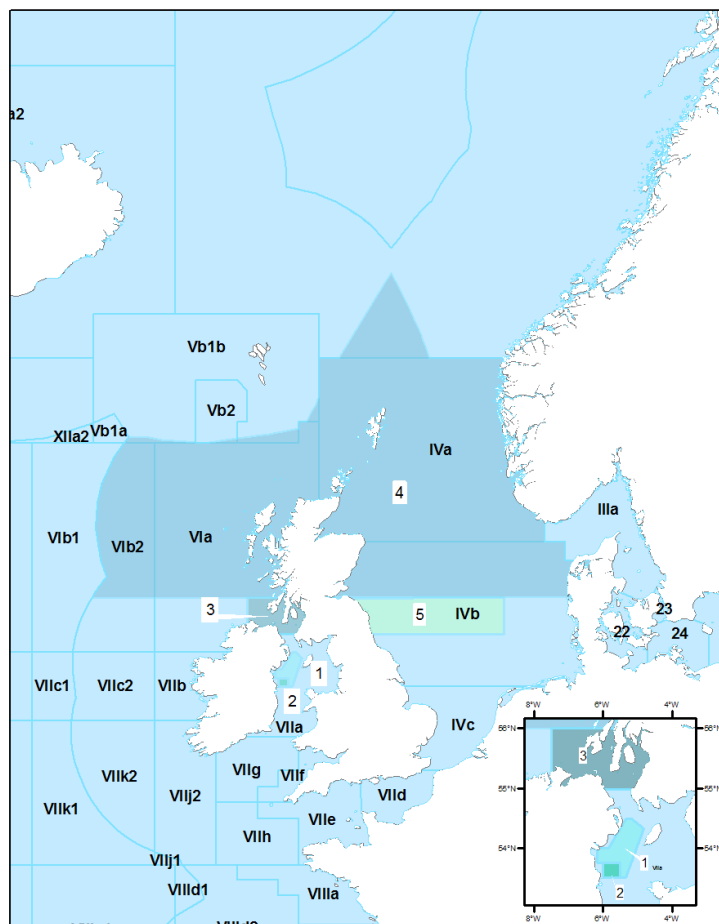 a2
Vb1b
Vb2
Vb1a
XIIa2
IVa
4
IIIa
VIb1
VIb2
VIa
3
5
IVb
23
22
24
1
2
VIIc1
VIIc2
VIIb
VIIa
IVc
VIIg
VIIf
VIIk2
VIIj2
VIId
VIIk1
VIIe
VIIh
VIIj1
VIIId1
VIIIa
8°W
6°W
4°W
56°N
56°N
3
55°N
55°N
54°N
54°N
1
VIIa
2
8°W
6°W
4°W